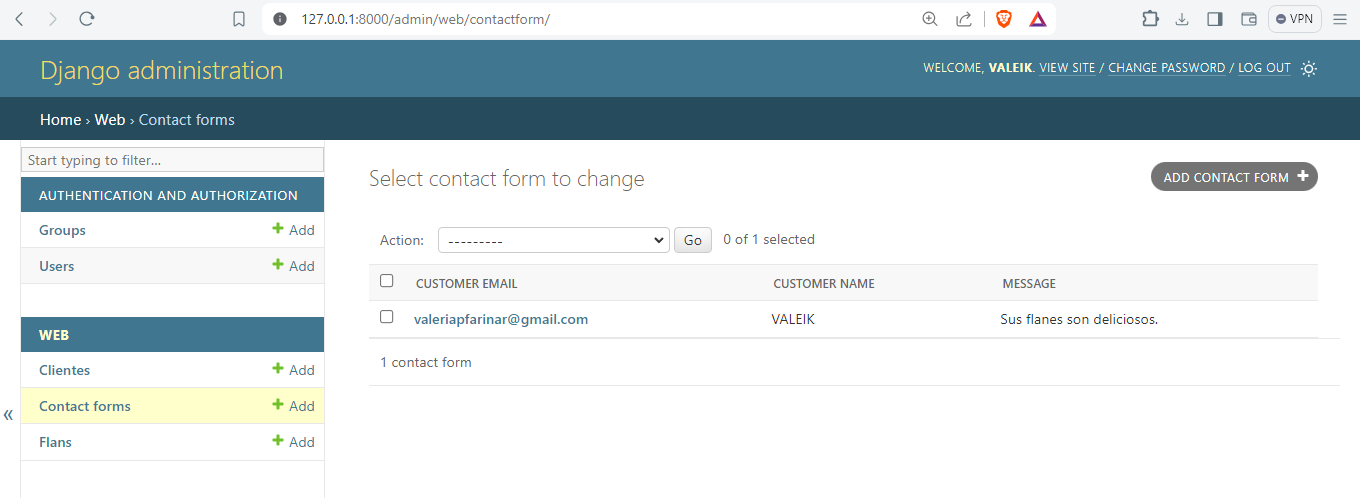 127.0.0.1:8000/admin/web/contactform/
VPN
Django administration
WELCOME, VALEIK. VIEW SITE / CHANGE PASSWORD / LOG OUT
Home › Web › Contact forms
Start typing to filter...
AUTHENTICATION AND AUTHORIZATION
Groups + Add
Users + Add
WEB
Clientes + Add
Contact forms + Add
Flans + Add
«
Select contact form to change
ADD CONTACT FORM +
Action: --------- Go 0 of 1 selected
CUSTOMER EMAIL CUSTOMER NAME MESSAGE
valeriapfarinar@gmail.com VALEIK Sus flanes son deliciosos.
1 contact form